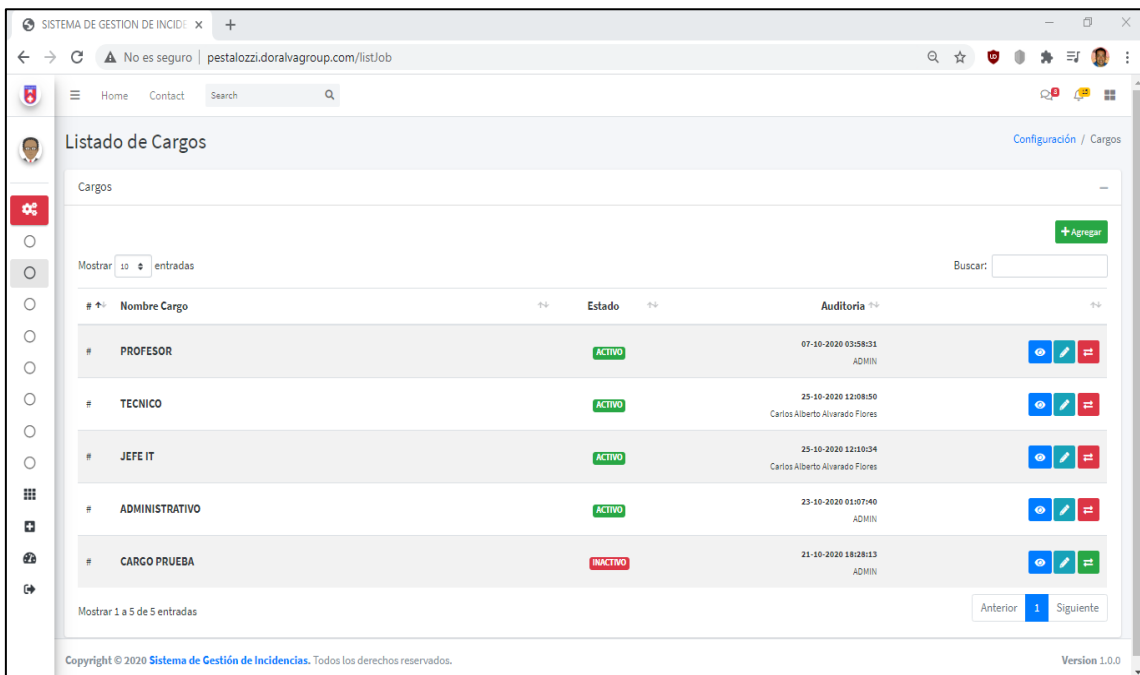 SISTEMA DE GESTION DE INCIDE
No es seguro | pestalozzi.doralvagroup.com/listJob
Home Contact Search
Listado de Cargos
Configuración / Cargos
Cargos
+ Agregar
Mostrar 10 entradas Buscar:
# Nombre Cargo Estado Auditoria
# PROFESOR ACTIVO 07-10-2020 03:58:31
ADMIN
# TECNICO ACTIVO 25-10-2020 12:08:50
Carlos Alberto Alvarado Flores
# JEFE IT ACTIVO 25-10-2020 12:10:34
Carlos Alberto Alvarado Flores
# ADMINISTRATIVO ACTIVO 23-10-2020 01:07:40
ADMIN
# CARGO PRUEBA INACTIVO 21-10-2020 18:28:13
ADMIN
Mostrar 1 a 5 de 5 entradas Anterior 1 Siguiente
Copyright © 2020 Sistema de Gestión de Incidencias. Todos los derechos reservados. Version 1.0.0